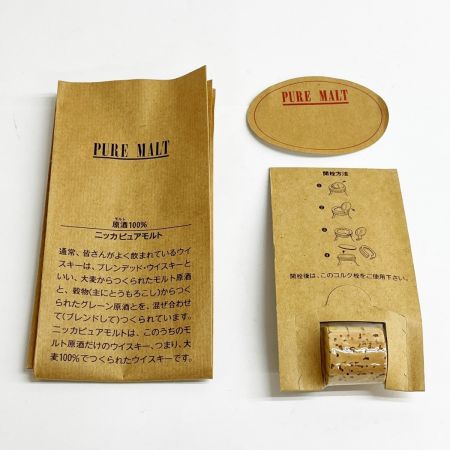 PURE MALT
モルト
原酒100%
ニッカピュアモルト
通常、皆さんがよく飲まれているウイ
スキーは、ブレンデッド・ウイスキーと
いい、大麦からつくられたモルト原酒
と、穀物(主にとうもろこし)からつく
られたグレーン原酒とを、混ぜ合わせ
て(ブレンドして)つくられています。
ニッカピュアモルトは、このうちのモ
ルト原酒だけのウイスキー、つまり、大
麦100%でつくられたウイスキーです。
PURE MALT
開栓方法
1
2
3
開栓後は、このコルク栓をご使用下さい。